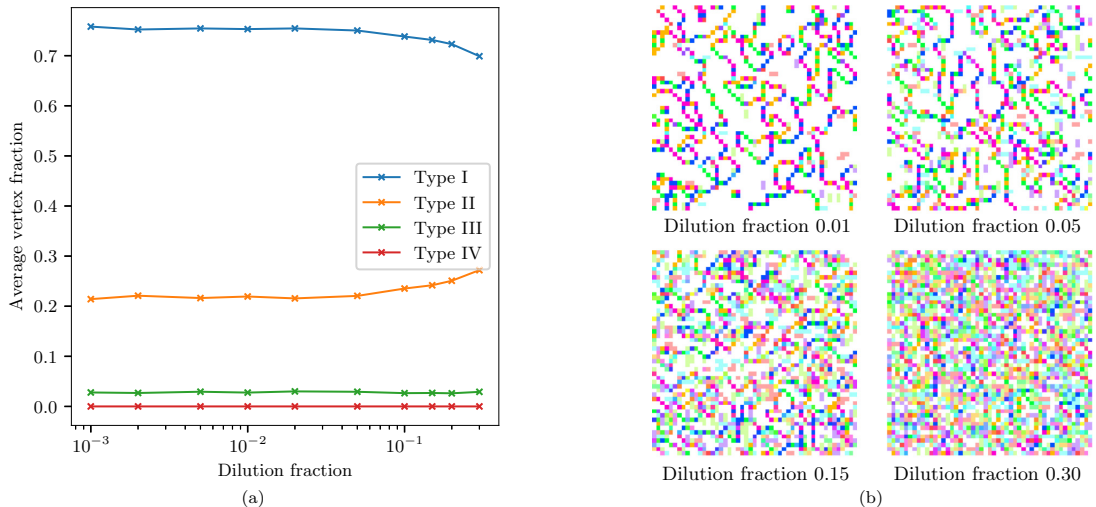 0.7
0.6
0.5
0.4
0.3
0.2
0.1
0.0
Average vertex fraction
Type I
Type II
Type III
Type IV
10⁻³
10⁻²
10⁻¹
Dilution fraction
(a)
Dilution fraction 0.01
Dilution fraction 0.05
Dilution fraction 0.15
Dilution fraction 0.30
(b)